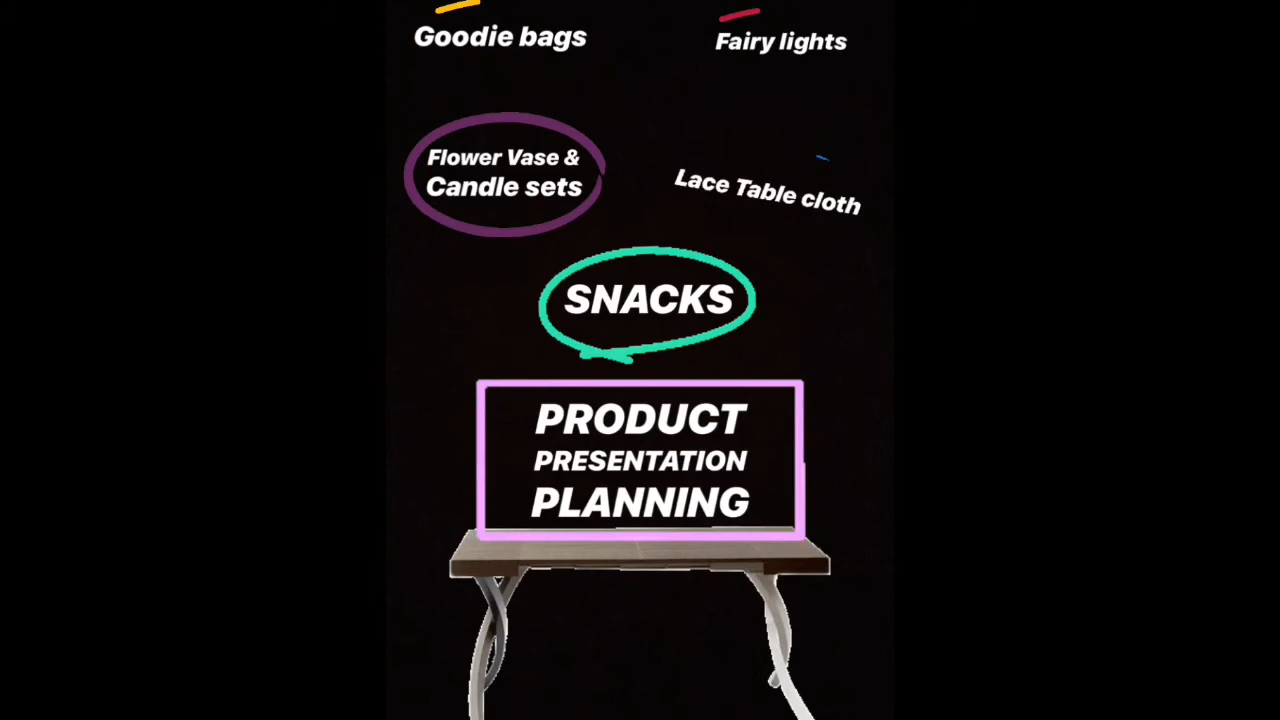 Goodie bags
Fairy lights
Flower Vase &
Candle sets
Lace Table cloth
SNACKS
PRODUCT
PRESENTATION
PLANNING